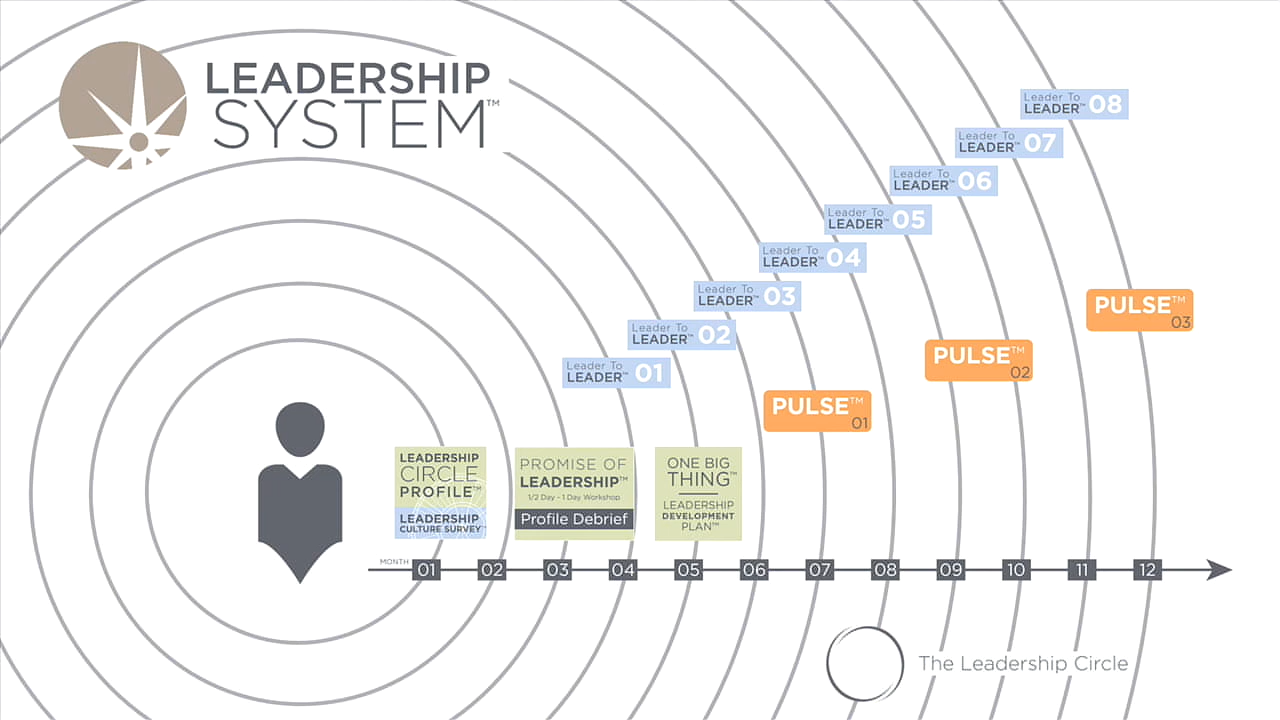 LEADERSHIP
SYSTEM™
Leader To
LEADER™ 08
Leader To
LEADER™ 07
Leader To
LEADER™ 06
Leader To
LEADER™ 05
Leader To
LEADER™ 04
Leader To
LEADER™ 03
Leader To
LEADER™ 02
Leader To
LEADER™ 01
PULSE™
03
PULSE™
02
PULSE™
01
LEADERSHIP
CIRCLE
PROFILE™
LEADERSHIP
CULTURE SURVEY™
PROMISE OF
LEADERSHIP™
1/2 Day - 1 Day Workshop
Profile Debrief
ONE BIG
THING™
LEADERSHIP
DEVELOPMENT
PLAN™
MONTH 01 02 03 04 05 06 07 08 09 10 11 12
The Leadership Circle